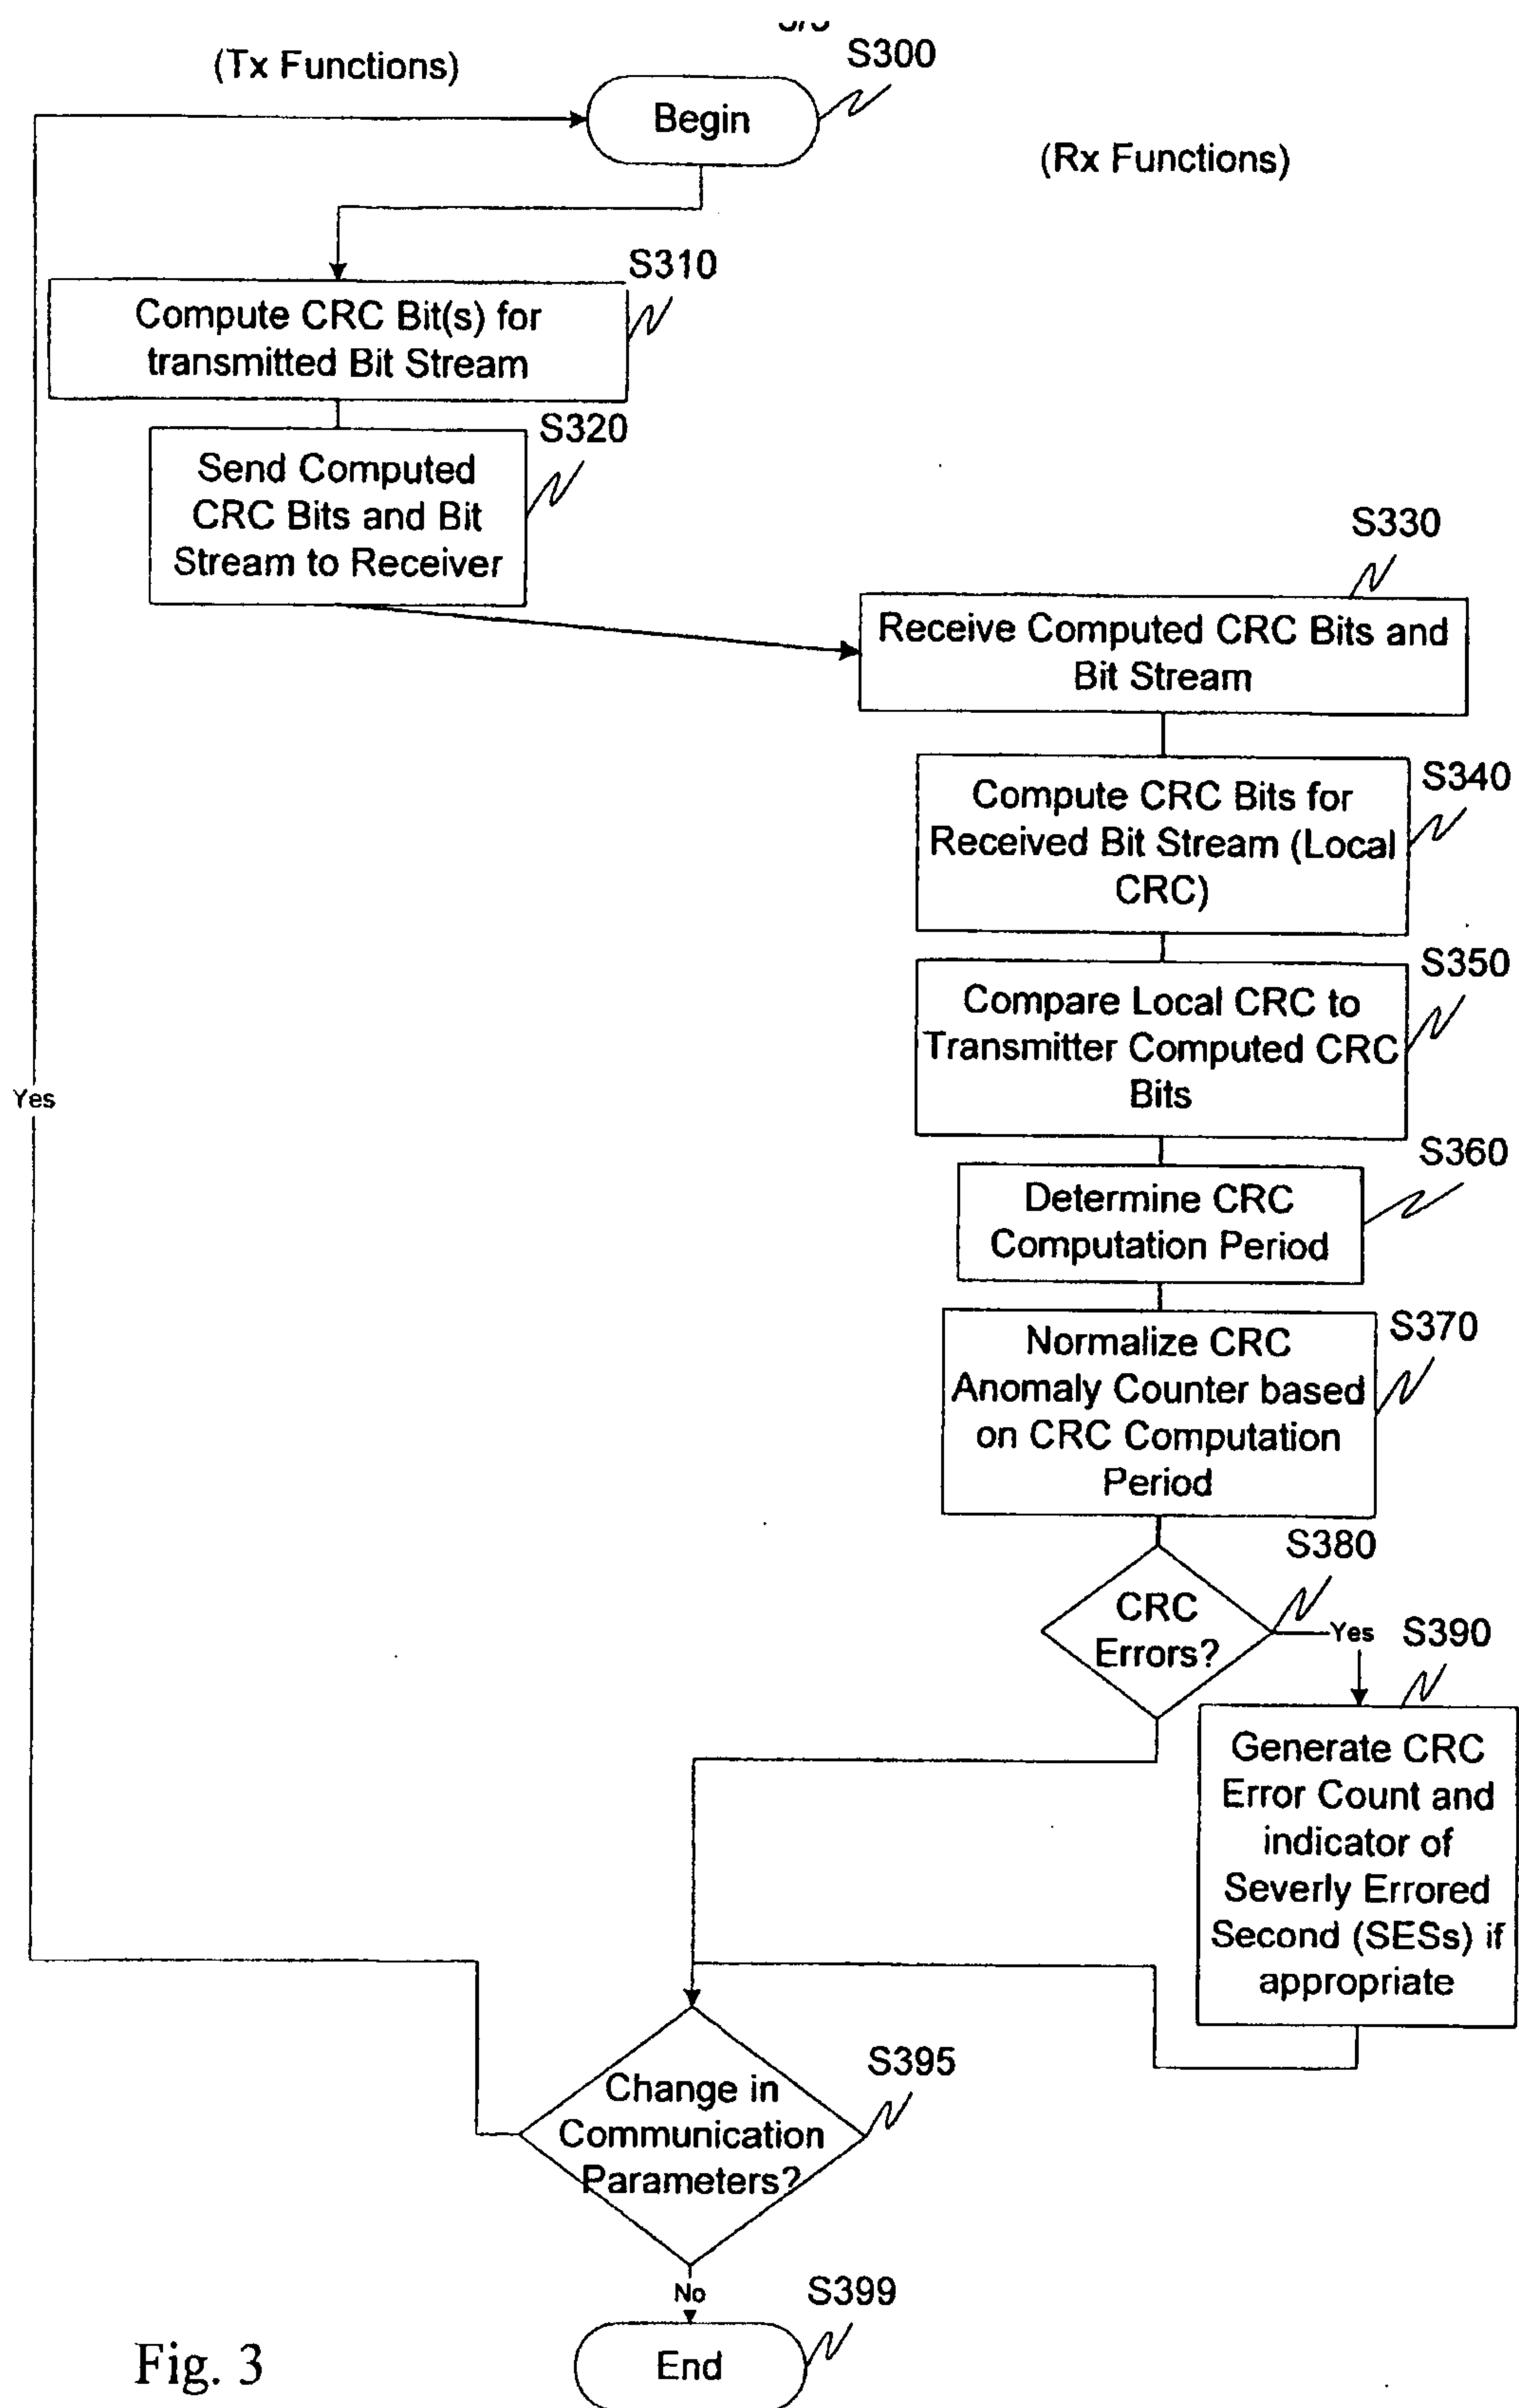 (Tx Functions)
S300
Begin
(Rx Functions)
S310
Compute CRC Bit(s) for
transmitted Bit Stream
S320
Send Computed
CRC Bits and Bit
Stream to Receiver
S330
Receive Computed CRC Bits and
Bit Stream
S340
Compute CRC Bits for
Received Bit Stream (Local
CRC)
S350
Compare Local CRC to
Transmitter Computed CRC
Bits
Yes
S360
Determine CRC
Computation Period
S370
Normalize CRC
Anomaly Counter based
on CRC Computation
Period
S380
CRC
Errors?
Yes
S390
Generate CRC
Error Count and
indicator of
Severly Errored
Second (SESs) if
appropriate
S395
Change in
Communication
Parameters?
No
S399
End
Fig. 3